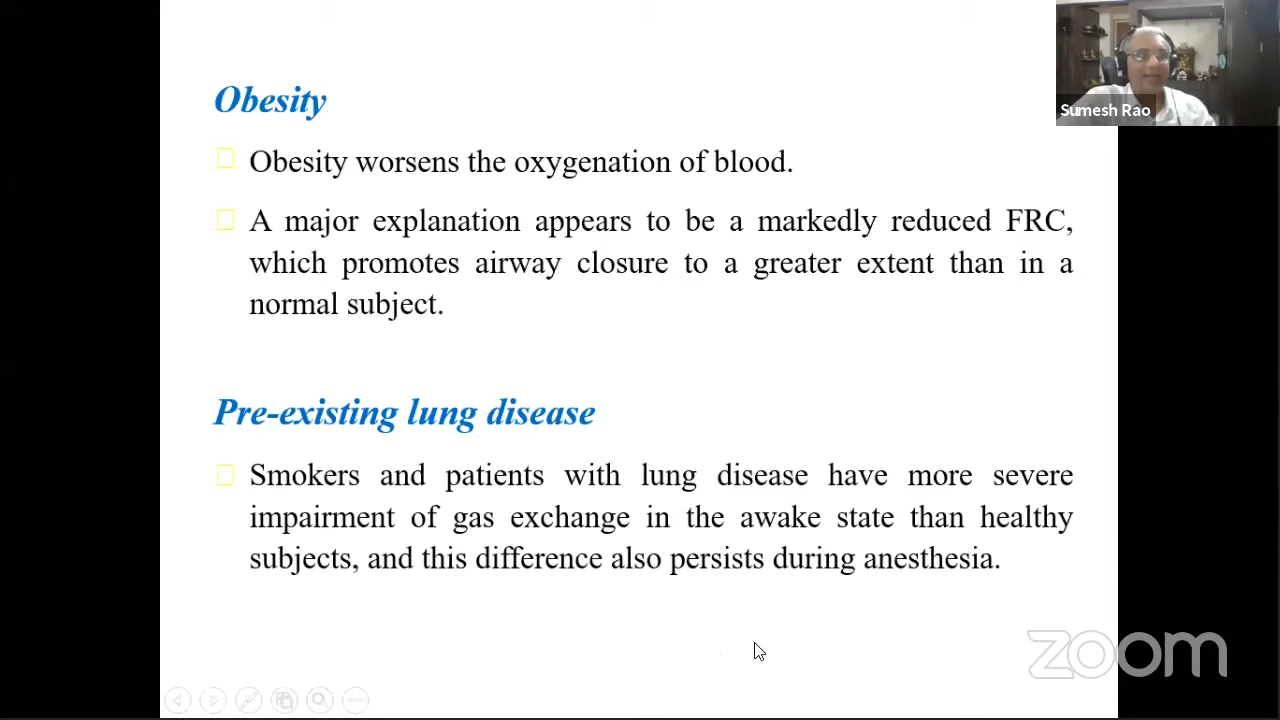 Obesity
Obesity worsens the oxygenation of blood.
A major explanation appears to be a markedly reduced FRC,
which promotes airway closure to a greater extent than in a
normal subject.
Pre-existing lung disease
Smokers and patients with lung disease have more severe
impairment of gas exchange in the awake state than healthy
subjects, and this difference also persists during anesthesia.
Sumesh Rao
zoom